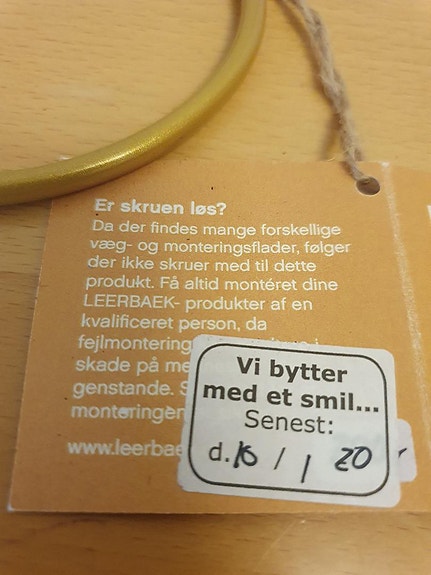 Er skruen løs?
Da der findes mange forskellige
væg- og monteringsflader, følger
der ikke skruer med til dette
produkt. Få altid montéret dine
LEERBAEK- produkter af en
kvalificeret person, da
fejlmontering
skade på
genstande.
monteringen
www.leerbae
Vi bytter
med et smil...
Senest:
d. 16 / 1 20